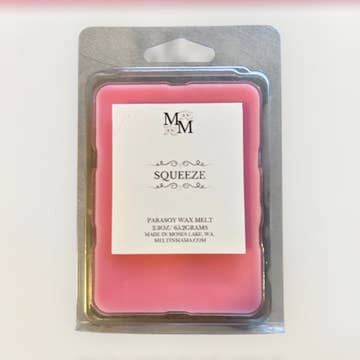 MM
SQUEEZE
PARASOY WAX MELT
2.3OZ/ 65.2GRAMS
MADE IN MOSES LAKE, WA.
MELTINMAMA.COM